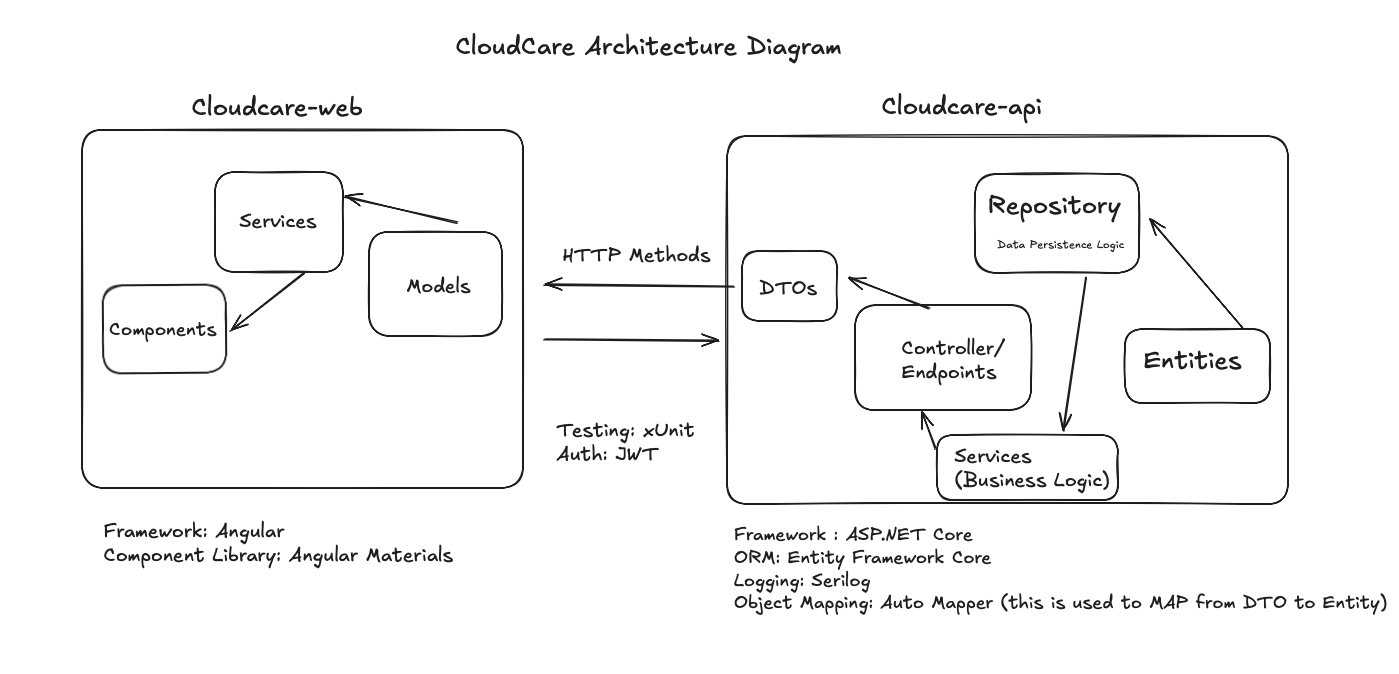 CloudCare Architecture Diagram
Cloudcare-web
Cloudcare-api
Services
Models
Components
HTTP Methods
Testing: xUnit
Auth: JWT
Repository
Data Persistence Logic
DTOs
Controller/
Endpoints
Entities
Services
(Business Logic)
Framework: Angular
Component Library: Angular Materials
Framework : ASP.NET Core
ORM: Entity Framework Core
Logging: Serilog
Object Mapping: Auto Mapper (this is used to MAP from DTO to Entity)